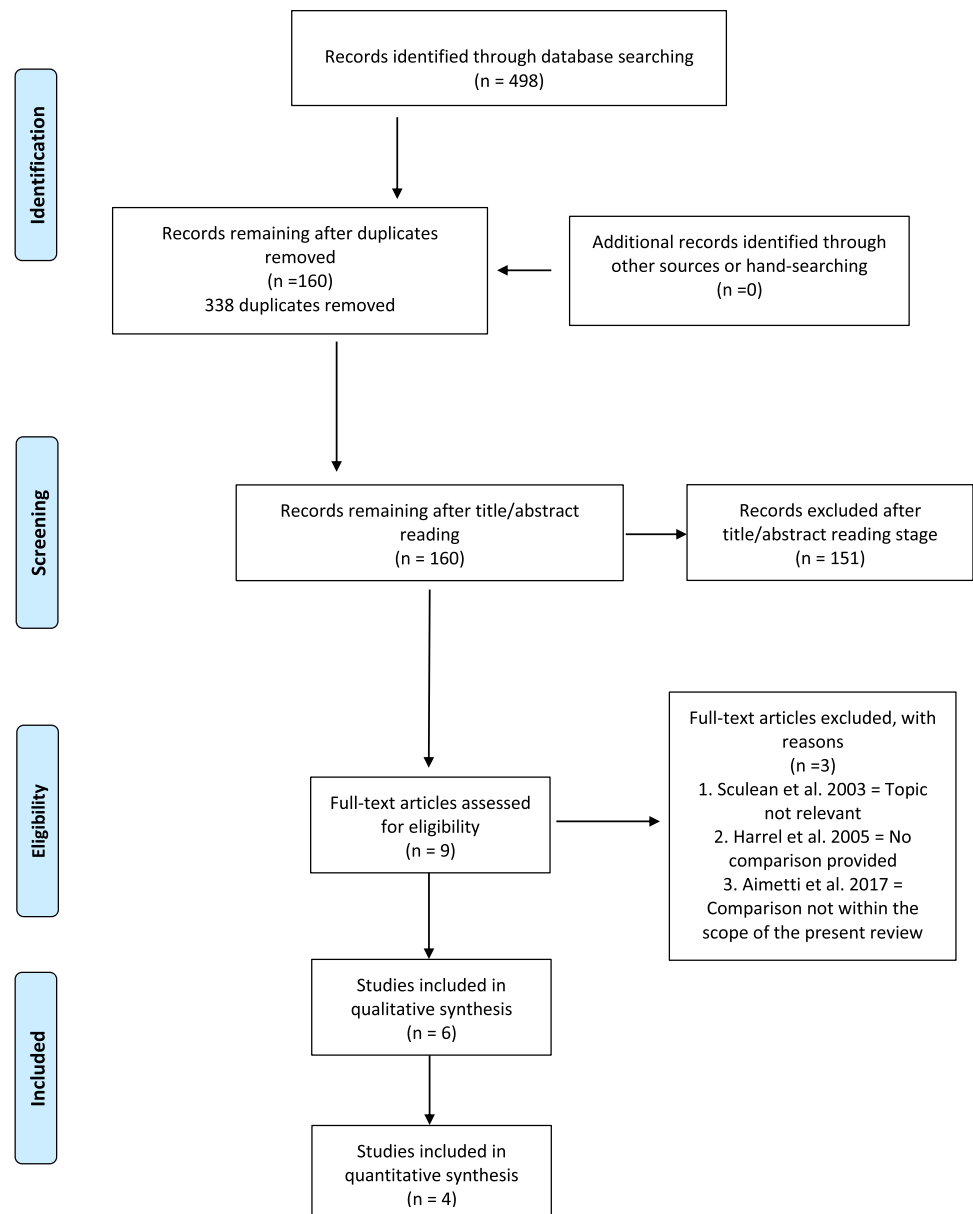 Records identified through database searching
(n = 498)
Identification
Records remaining after duplicates
removed
(n =160)
338 duplicates removed
Additional records identified through
other sources or hand-searching
(n =0)
Screening
Records remaining after title/abstract
reading
(n = 160)
Records excluded after
title/abstract reading stage
(n = 151)
Eligibility
Full-text articles assessed
for eligibility
(n = 9)
Full-text articles excluded, with
reasons
(n =3)
1. Sculean et al. 2003 = Topic
not relevant
2. Harrel et al. 2005 = No
comparison provided
3. Aimetti et al. 2017 =
Comparison not within the
scope of the present review
Included
Studies included in
qualitative synthesis
(n = 6)
Studies included in
quantitative synthesis
(n = 4)